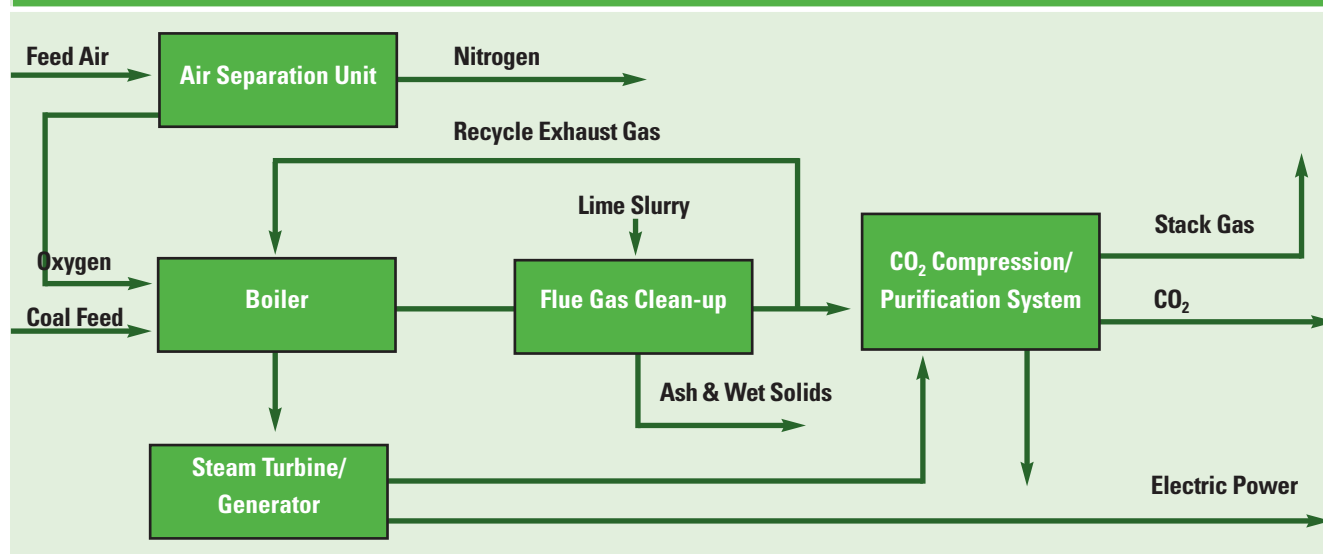 Feed Air
Air Separation Unit
Nitrogen
Recycle Exhaust Gas
Lime Slurry
Stack Gas
Oxygen
Boiler
Flue Gas Clean-up
CO₂ Compression/
Purification System
CO₂
Coal Feed
Ash & Wet Solids
Steam Turbine/
Generator
Electric Power